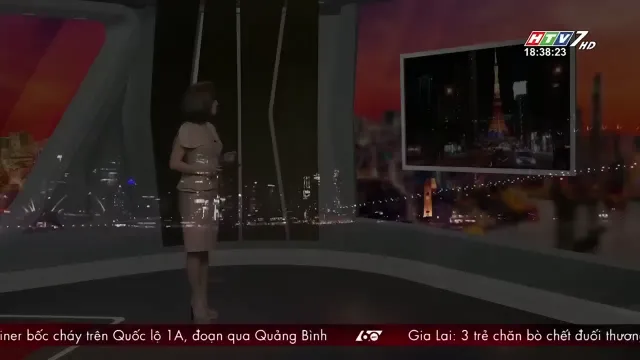 HTV7 HD
18:38:23
iner bốc cháy trên Quốc lộ 1A, đoạn qua Quảng Bình
60
Gia Lai: 3 trẻ chăn bò chết đuối thươn